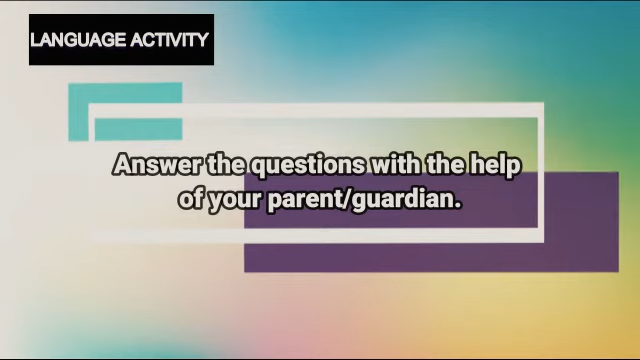 LANGUAGE ACTIVITY
Answer the questions with the help
of your parent/guardian.